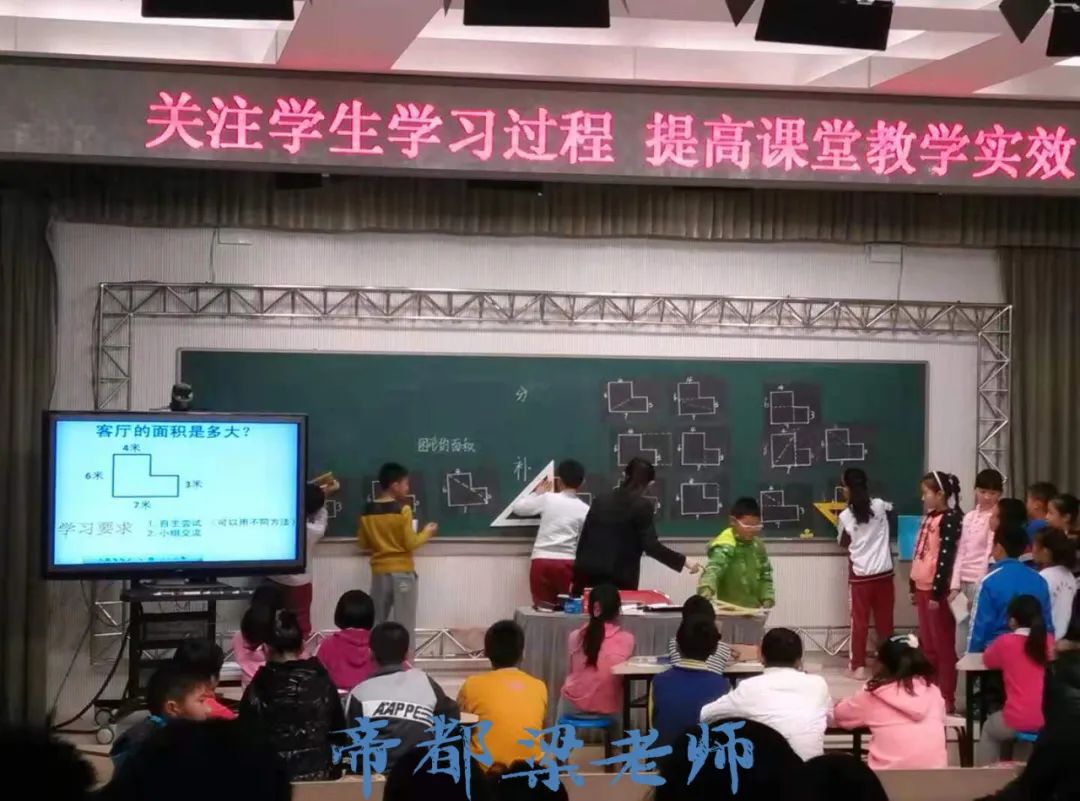 关注学生学习过程 提高课堂教学实效
客厅的面积是多大?
4米
6米
3米
7米
学习要求
1. 自主尝试 (可以用不同方法)
2. 小组交流
分
图形的面积
补
AAPPE
帝都梁老师